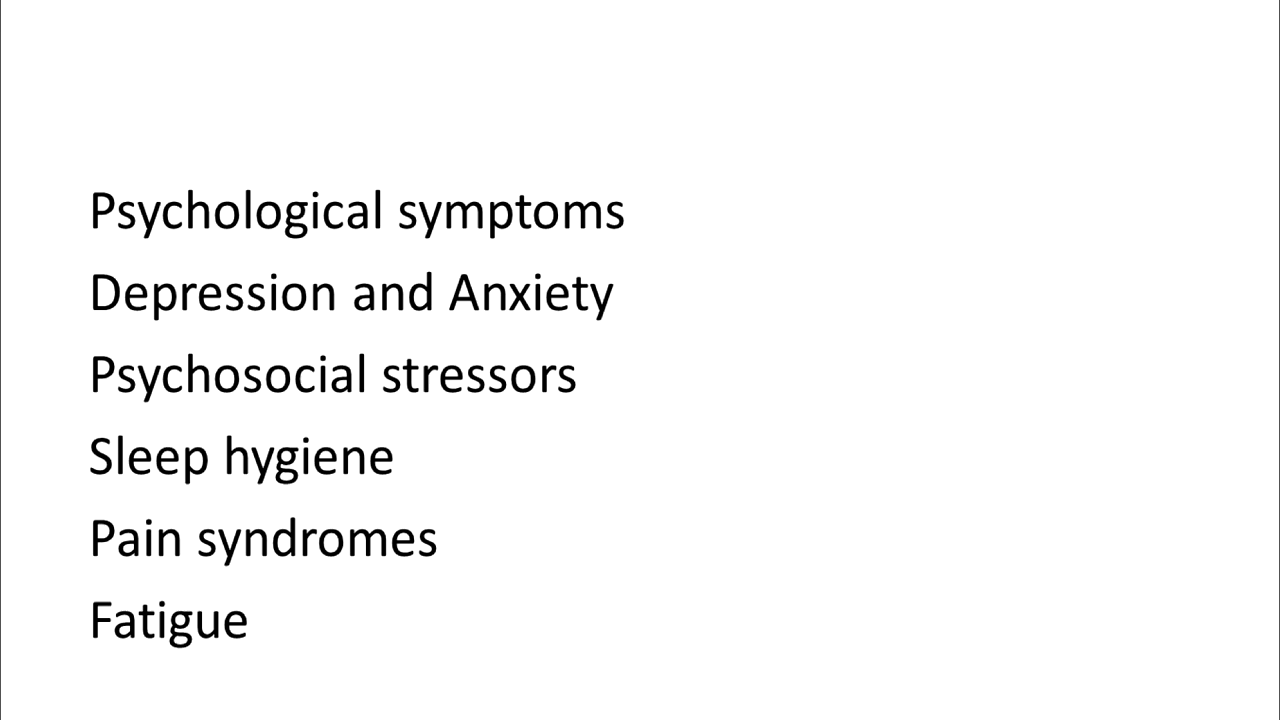 Psychological symptoms
Depression and Anxiety
Psychosocial stressors
Sleep hygiene
Pain syndromes
Fatigue